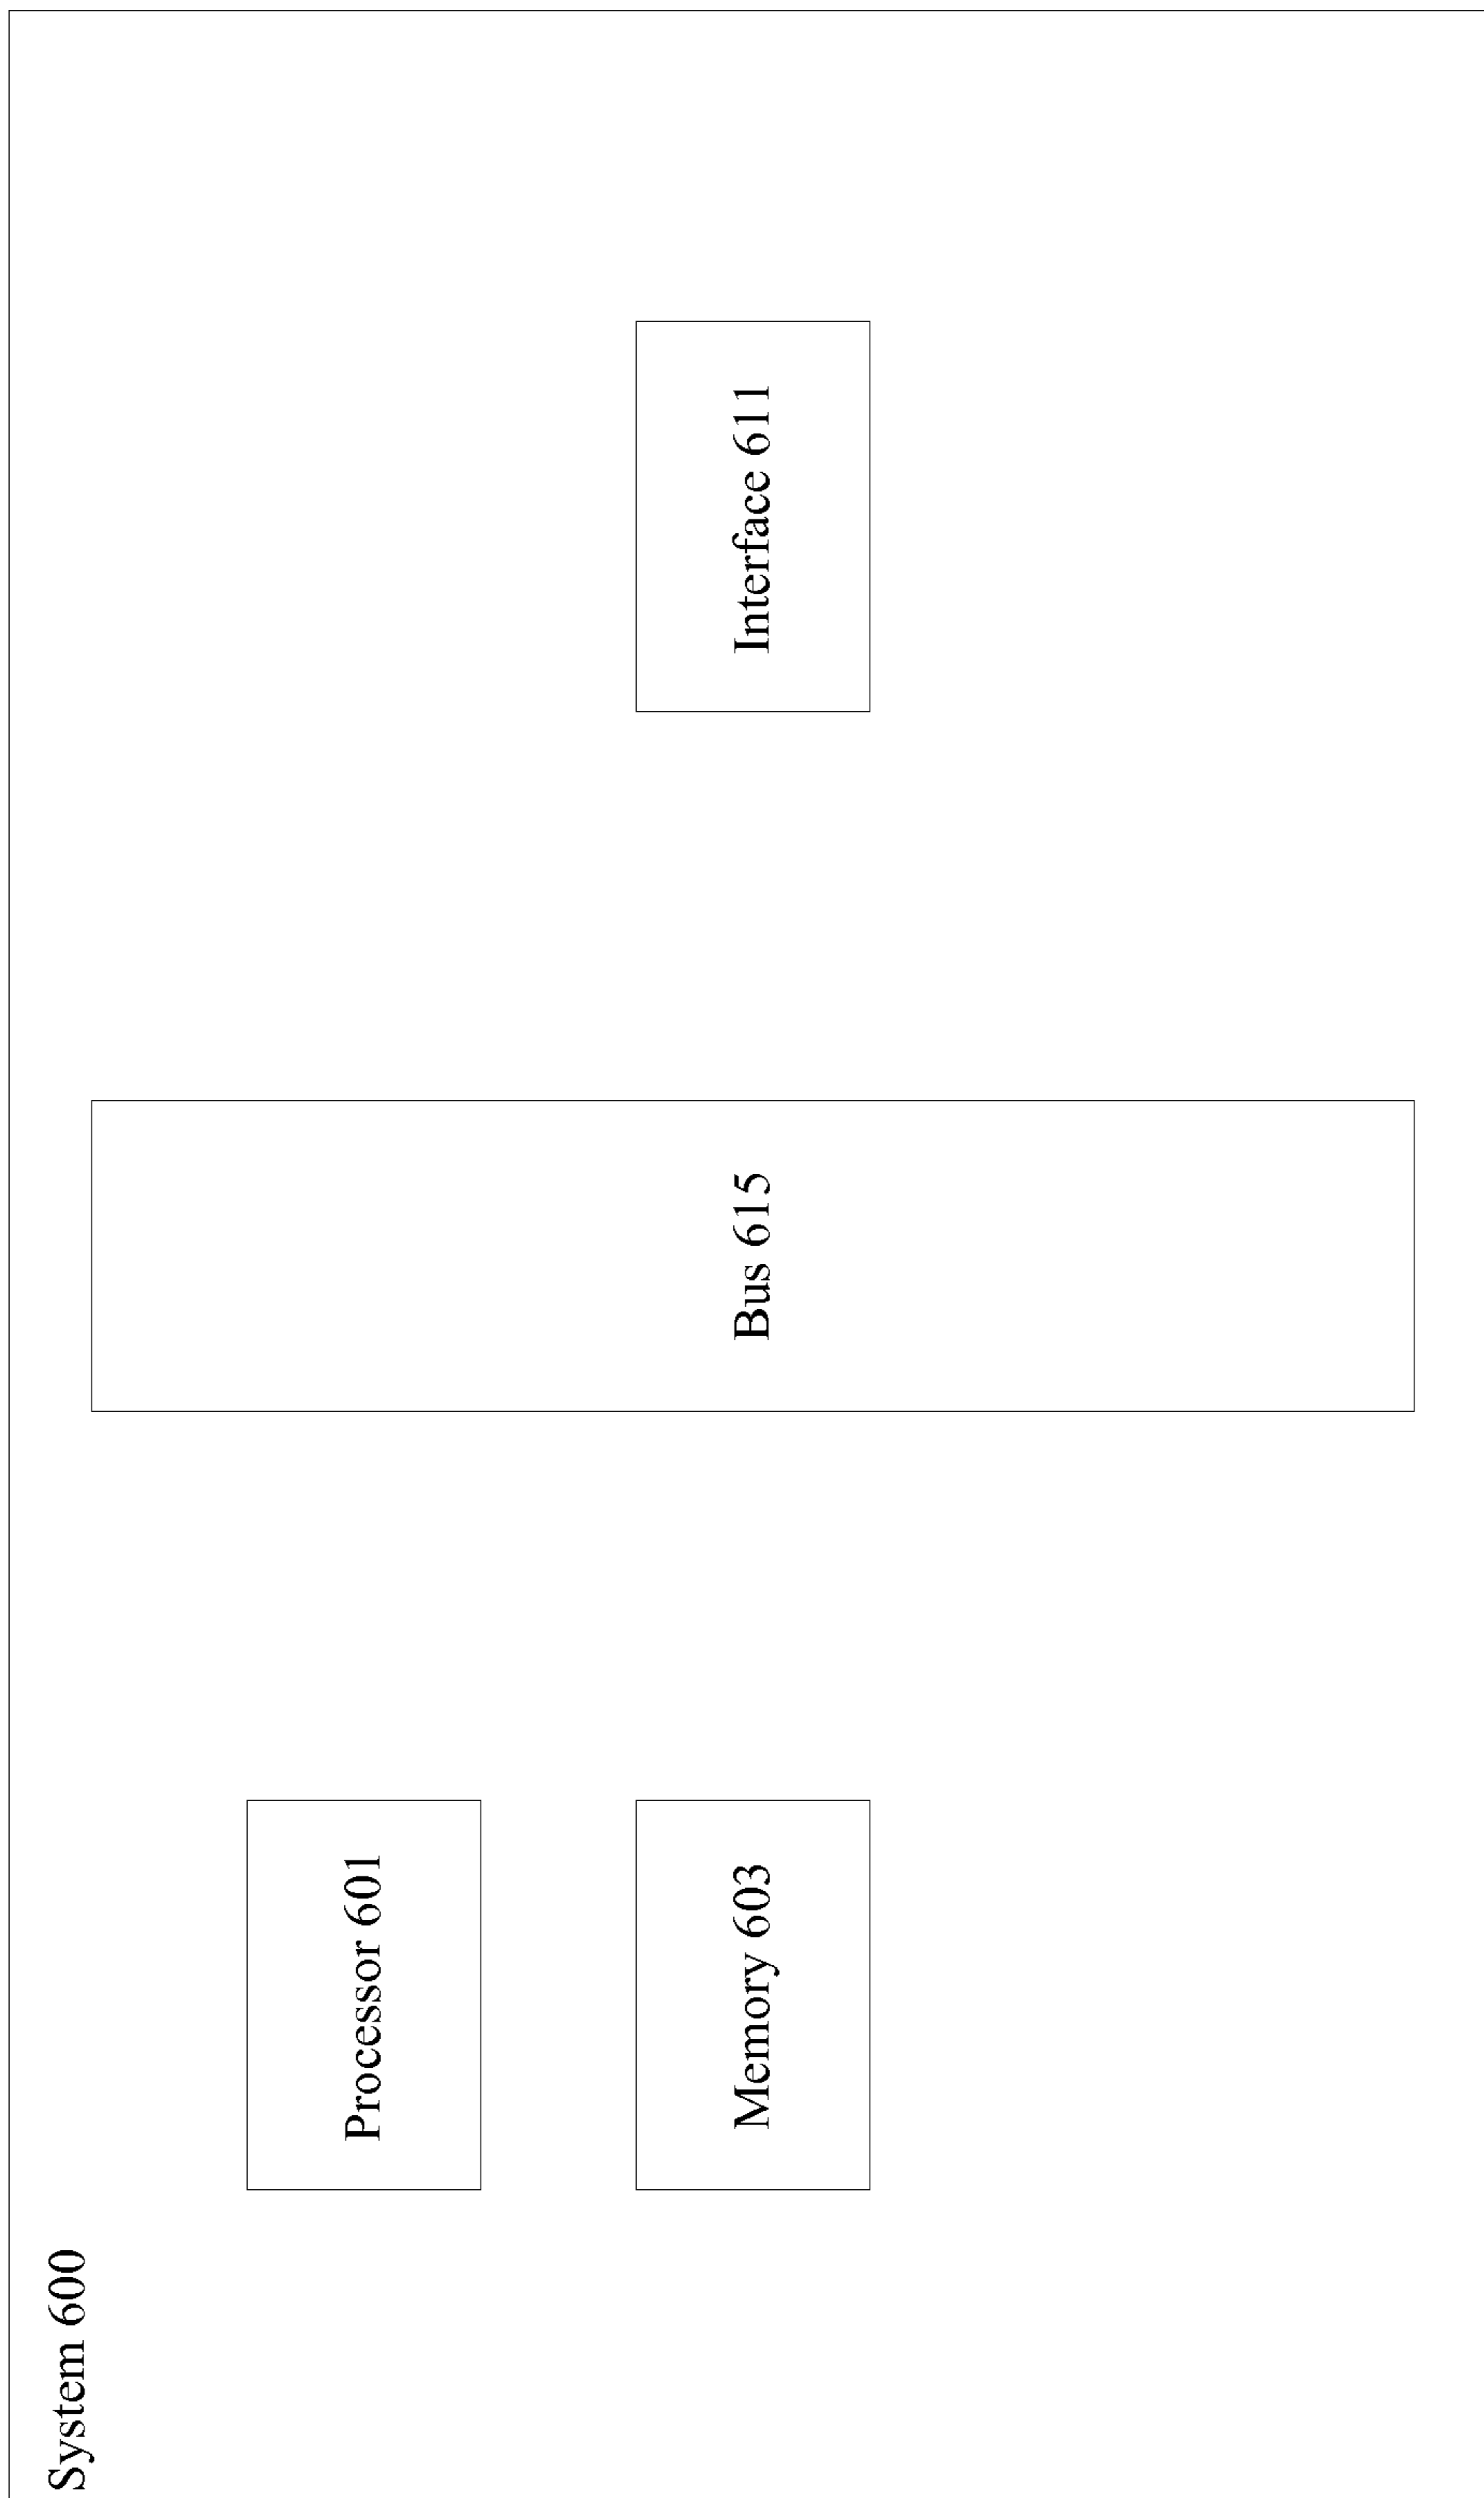 System 600
Processor 601
Memory 603
Bus 615
Interface 611